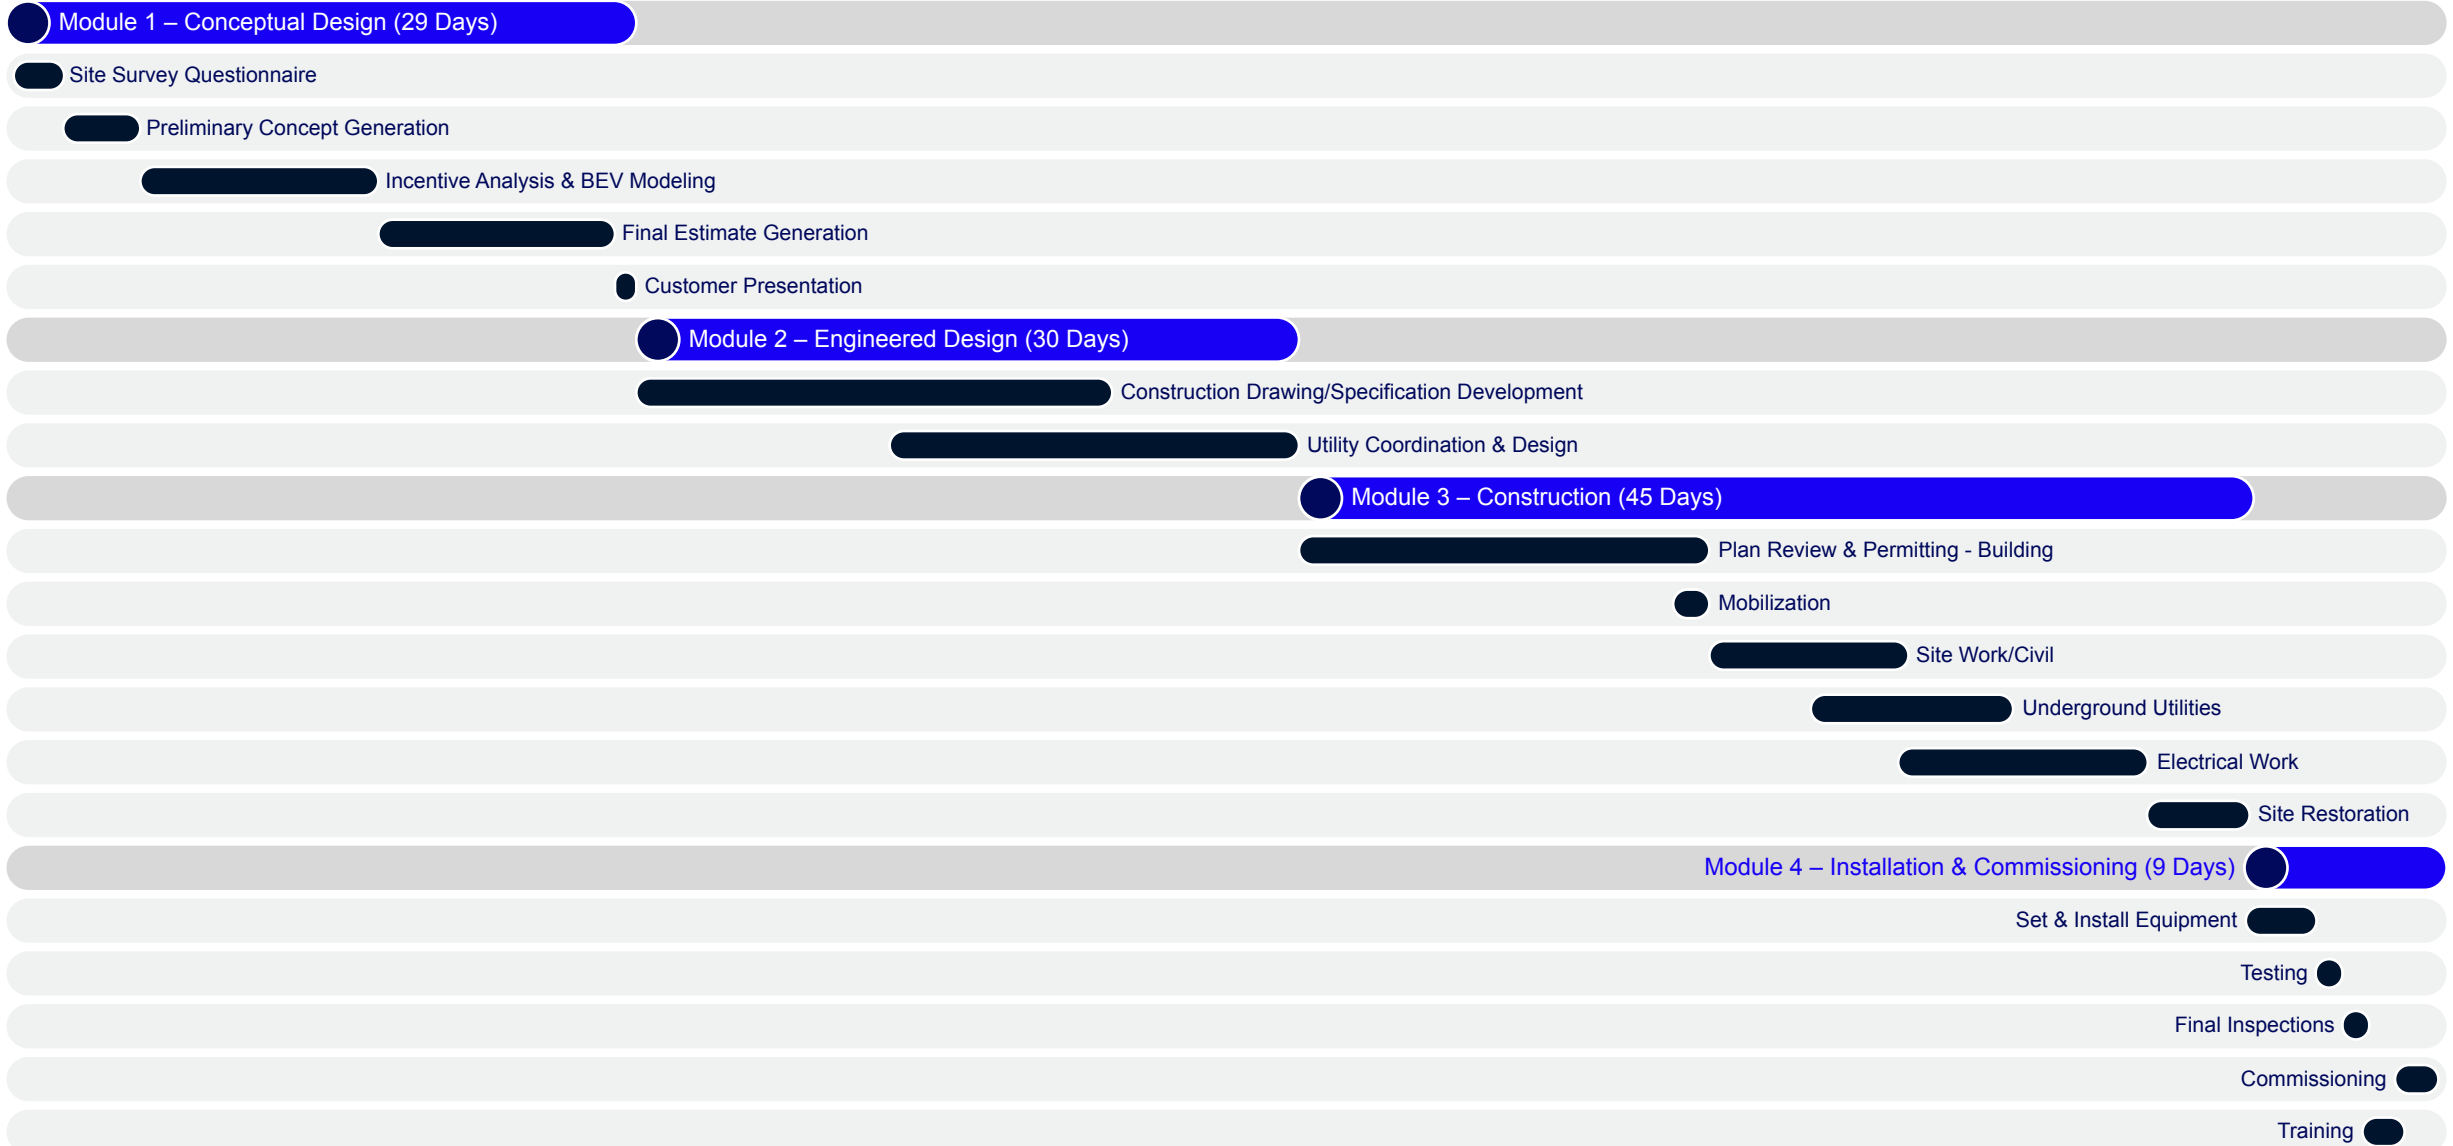 Module 1 – Conceptual Design (29 Days)
Site Survey Questionnaire
Preliminary Concept Generation
Incentive Analysis & BEV Modeling
Final Estimate Generation
Customer Presentation
Module 2 – Engineered Design (30 Days)
Construction Drawing/Specification Development
Utility Coordination & Design
Module 3 – Construction (45 Days)
Plan Review & Permitting - Building
Mobilization
Site Work/Civil
Underground Utilities
Electrical Work
Site Restoration
Module 4 – Installation & Commissioning (9 Days)
Set & Install Equipment
Testing
Final Inspections
Commissioning
Training